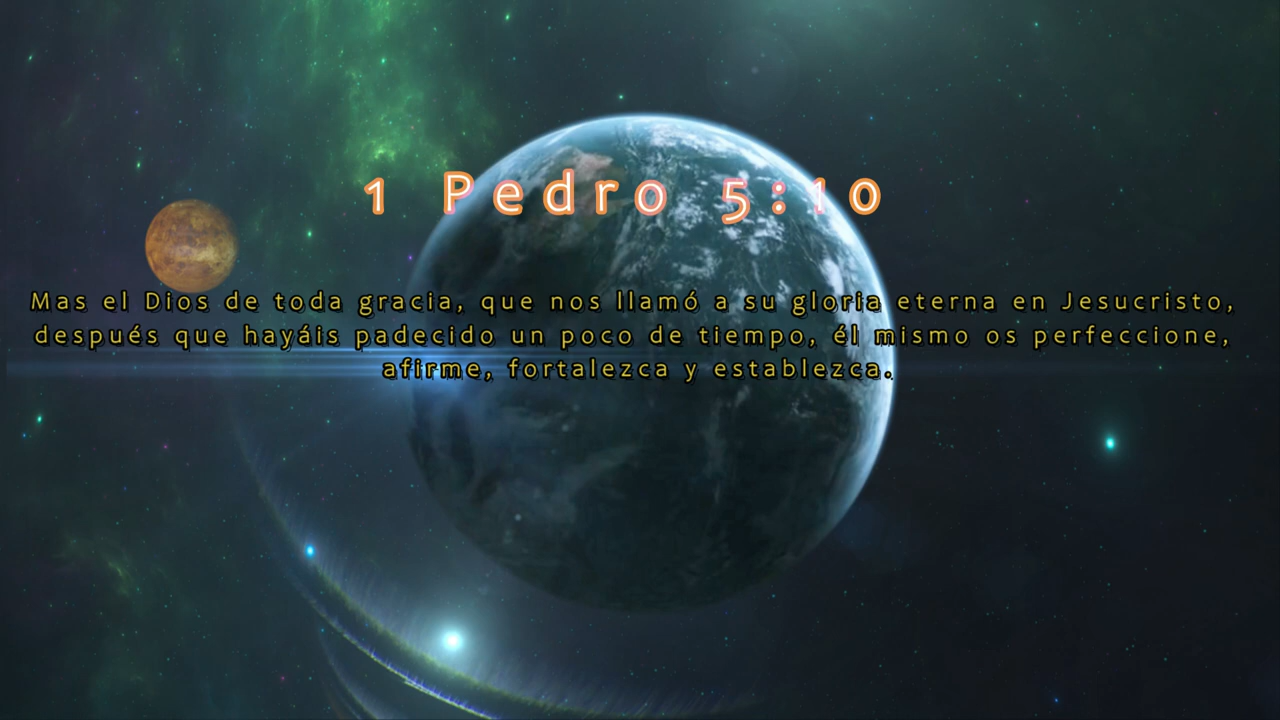 1 Pedro 5:10
Mas el Dios de toda gracia, que nos llamó a su gloria eterna en Jesucristo,
después que hayáis padecido un poco de tiempo, él mismo os perfeccione,
afirme, fortalezca y establezca.